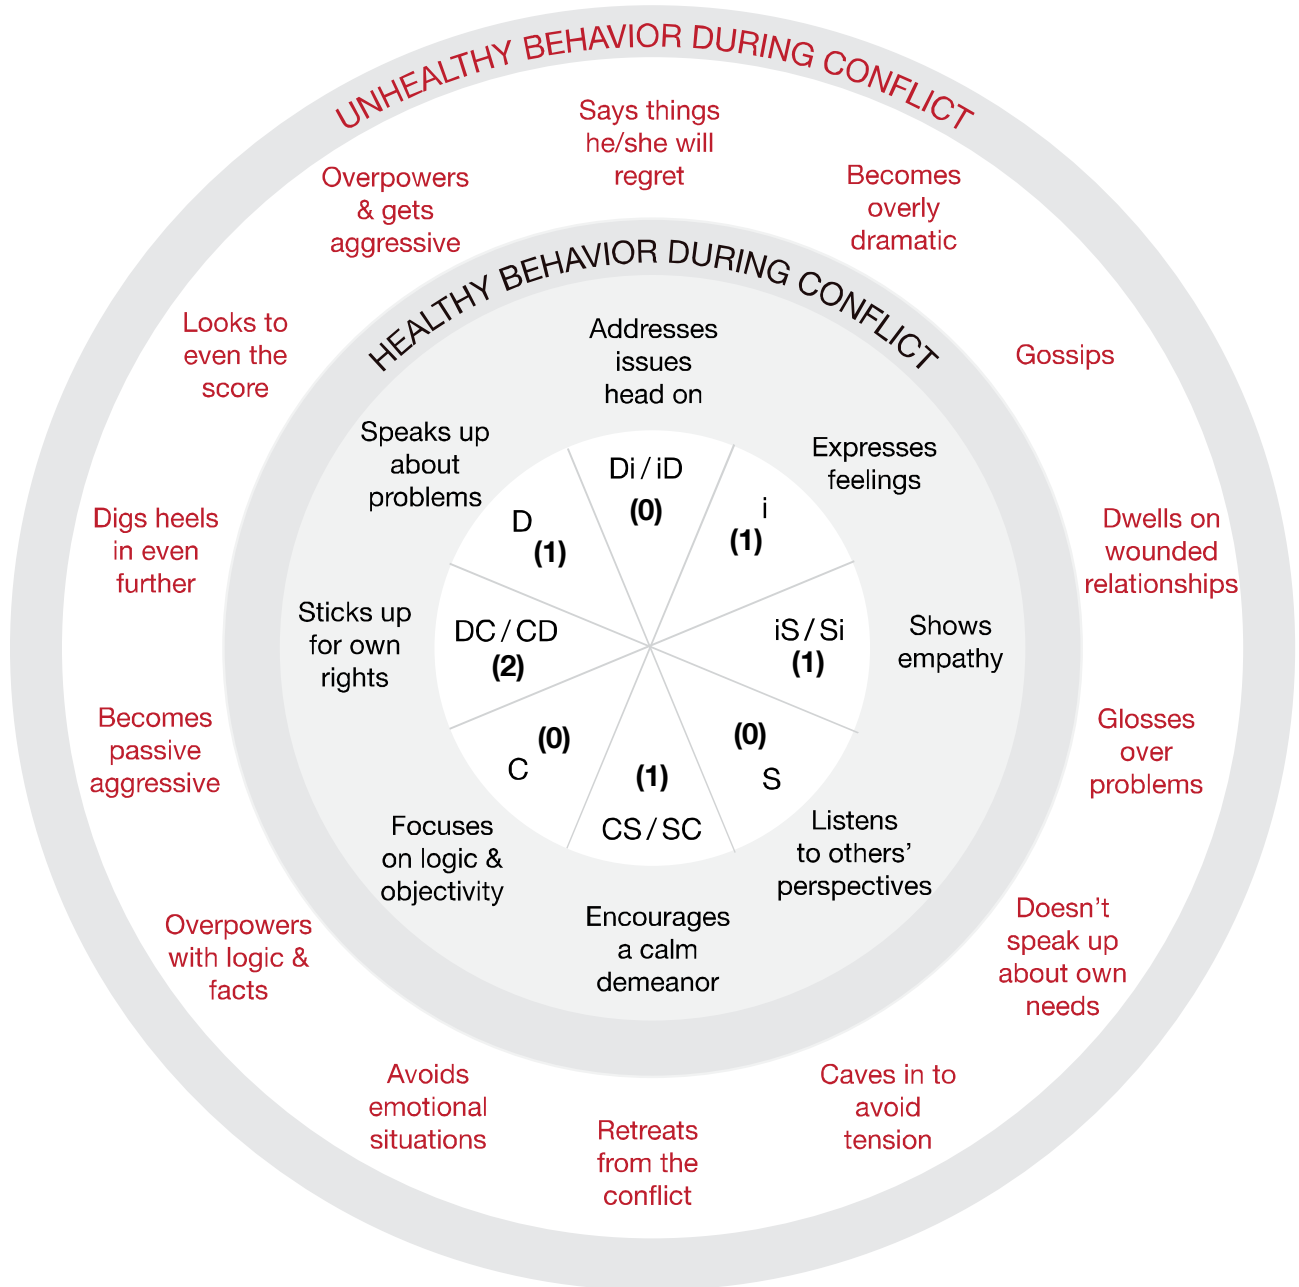 UNHEALTHY BEHAVIOR DURING CONFLICT
Says things
he/she will
regret
Becomes
overly
dramatic
Gossips
Dwells on
wounded
relationships
Glosses
over
problems
Doesn’t
speak up
about own
needs
Caves in to
avoid
tension
Retreats
from the
conflict
Avoids
emotional
situations
Overpowers
with logic &
facts
Becomes
passive
aggressive
Digs heels
in even
further
Looks to
even the
score
Overpowers
& gets
aggressive
HEALTHY BEHAVIOR DURING CONFLICT
Addresses
issues
head on
Expresses
feelings
Shows
empathy
Listens
to others’
perspectives
Encourages
a calm
demeanor
Focuses
on logic &
objectivity
Sticks up
for own
rights
Speaks up
about
problems
Di / iD
(0)
i
(1)
iS / Si
(1)
(0)
S
(1)
CS / SC
(0)
C
DC / CD
(2)
D
(1)